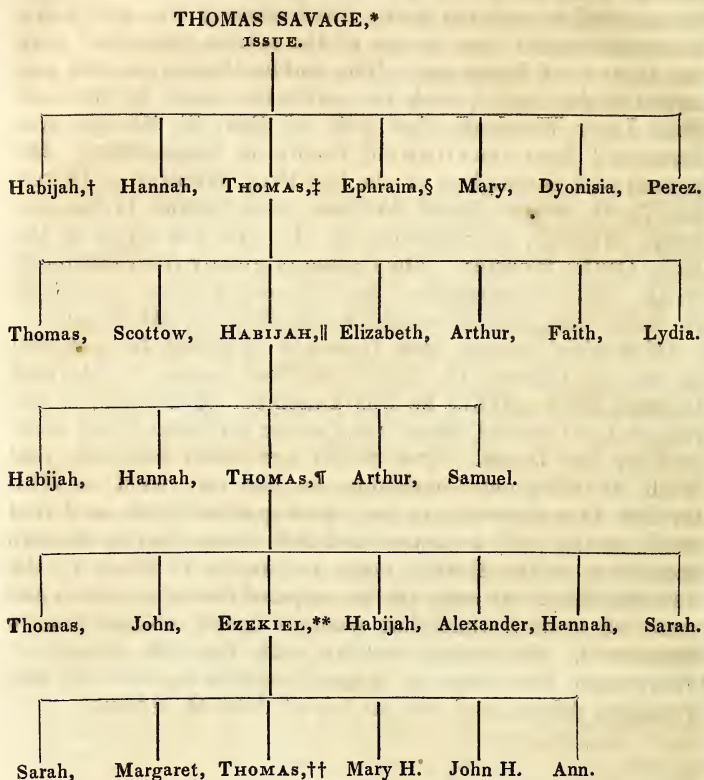 THOMAS SAVAGE,*
ISSUE.
Habijah,† Hannah, THOMAS,‡ Ephraim,§ Mary, Dyonisia, Perez.
Thomas, Scottow, HABIJAH,|| Elizabeth, Arthur, Faith, Lydia.
Habijah, Hannah, THOMAS,¶ Arthur, Samuel.
Thomas, John, EZEKIEL,** Habijah, Alexander, Hannah, Sarah.
Sarah, Margaret, THOMAS,†† Mary H. John H. Ann.